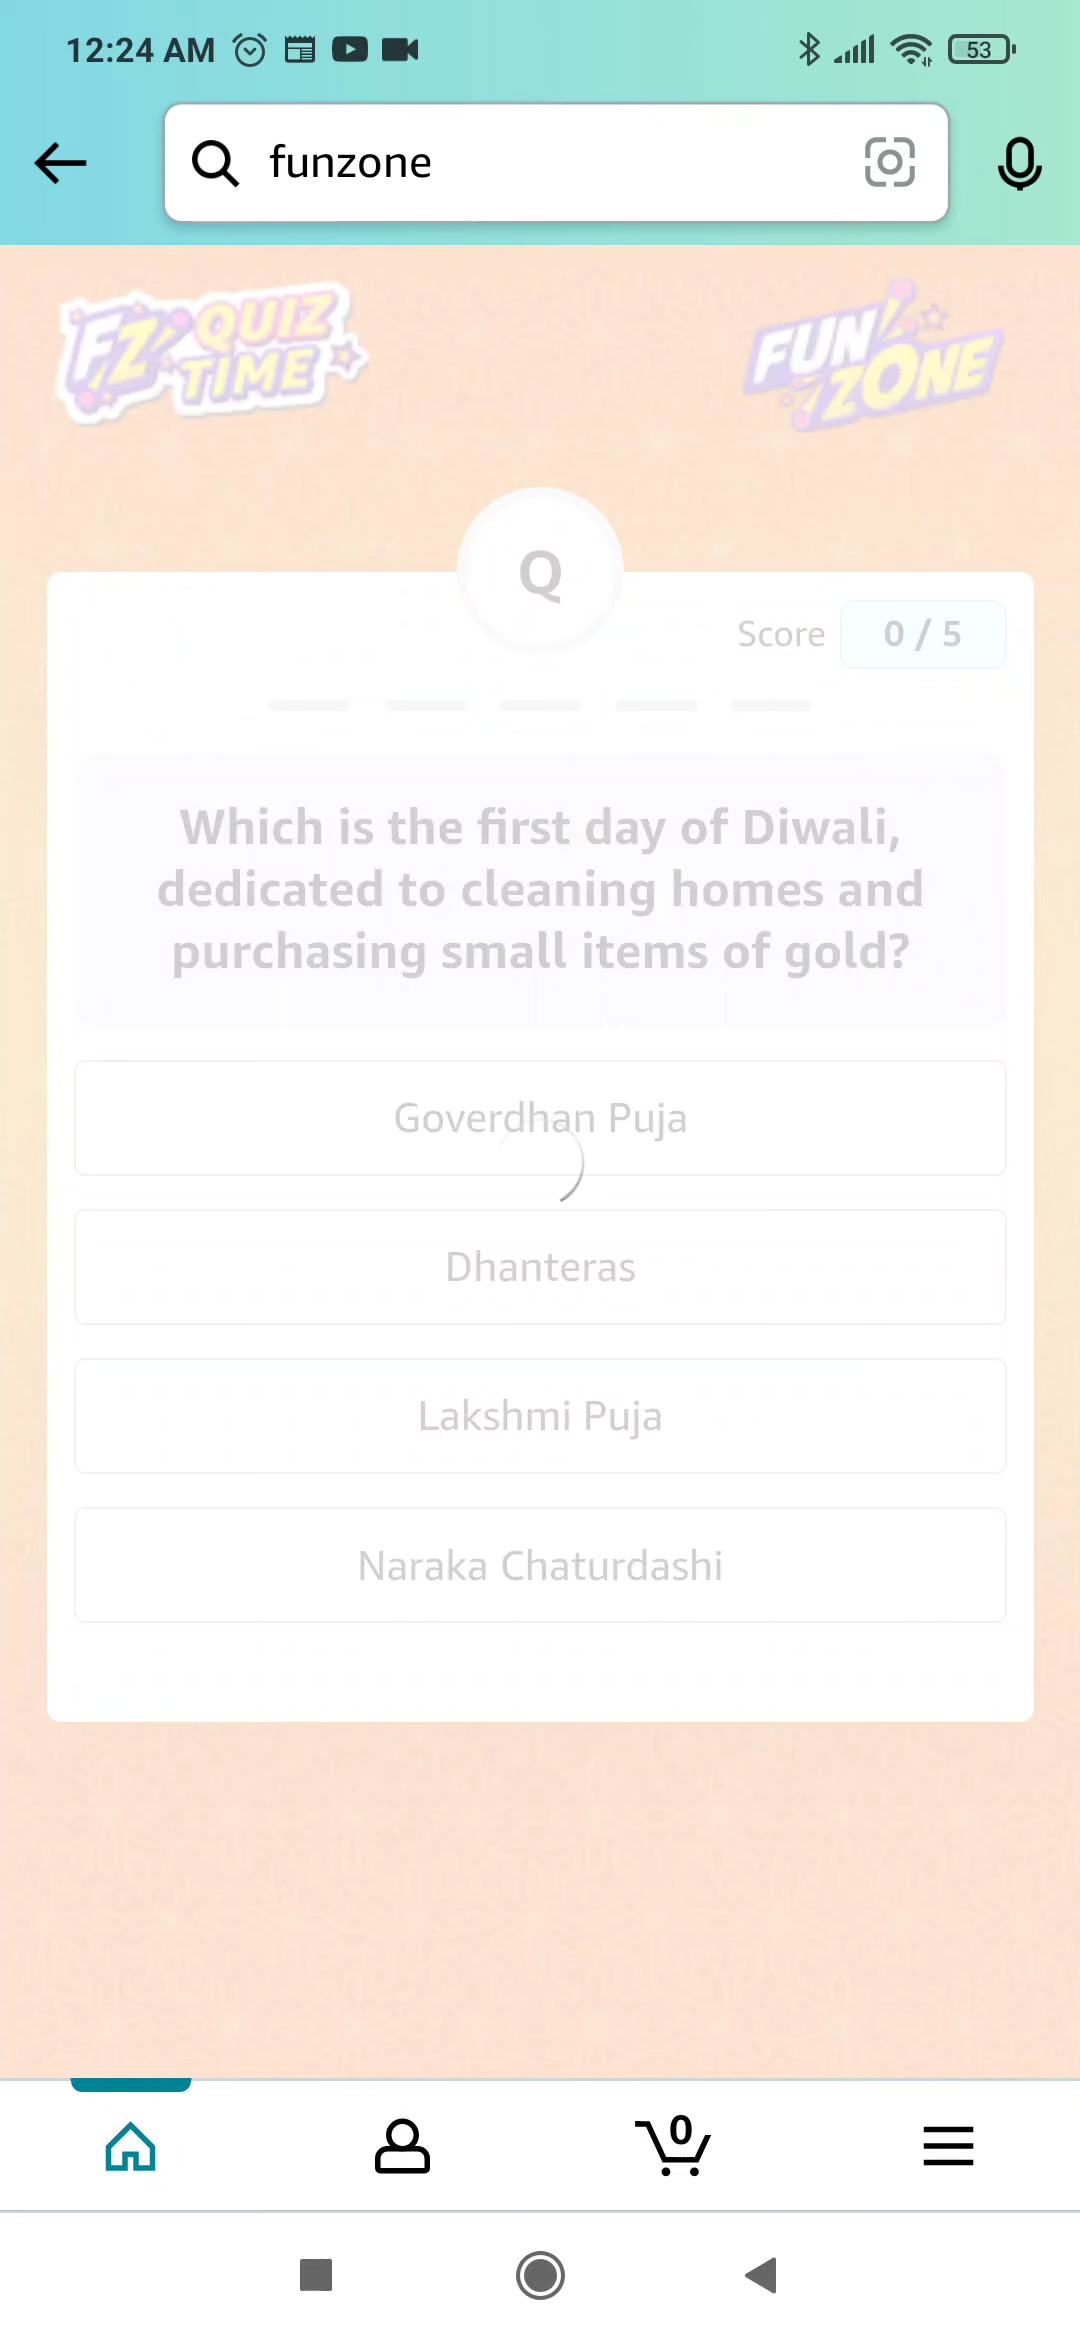 12:24 AM
53
funzone
FZ QUIZ TIME
FUN ZONE
Q
Score 0 / 5
Which is the first day of Diwali,
dedicated to cleaning homes and
purchasing small items of gold?
Goverdhan Puja
Dhanteras
Lakshmi Puja
Naraka Chaturdashi
0